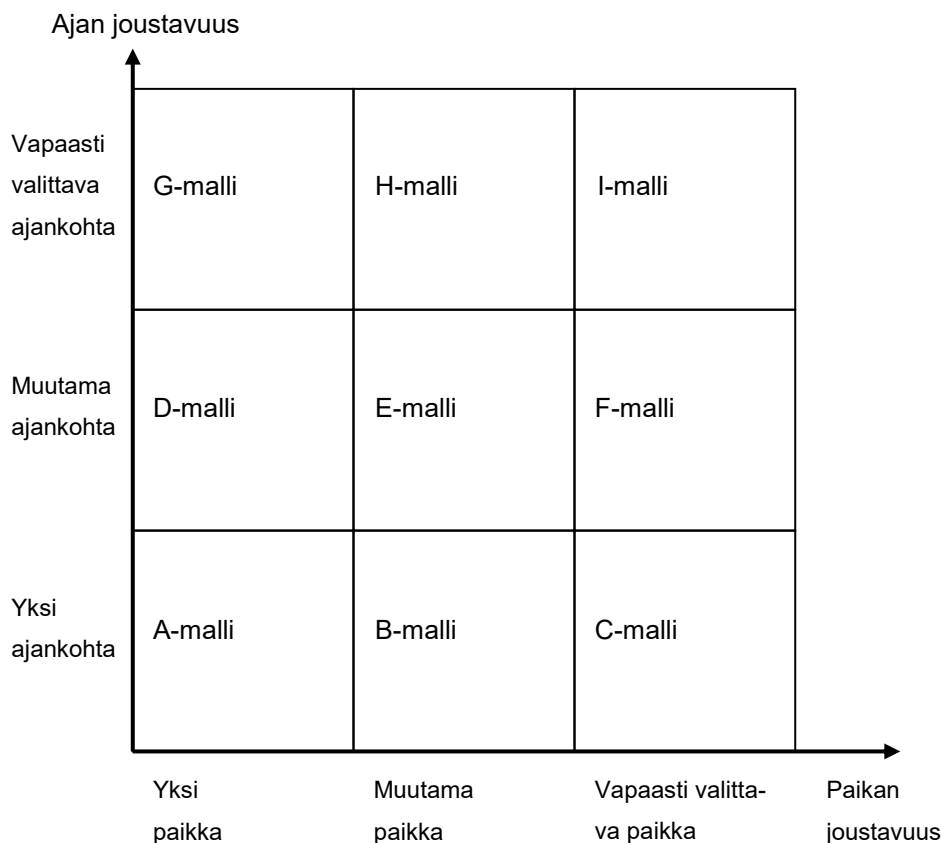 Ajan joustavuus
Vapaasti
valittava
ajankohta
G-malli
H-malli
I-malli
Muutama
ajankohta
D-malli
E-malli
F-malli
Yksi
ajankohta
A-malli
B-malli
C-malli
Yksi
paikka
Muutama
paikka
Vapaasti valitta-
va paikka
Paikan
joustavuus